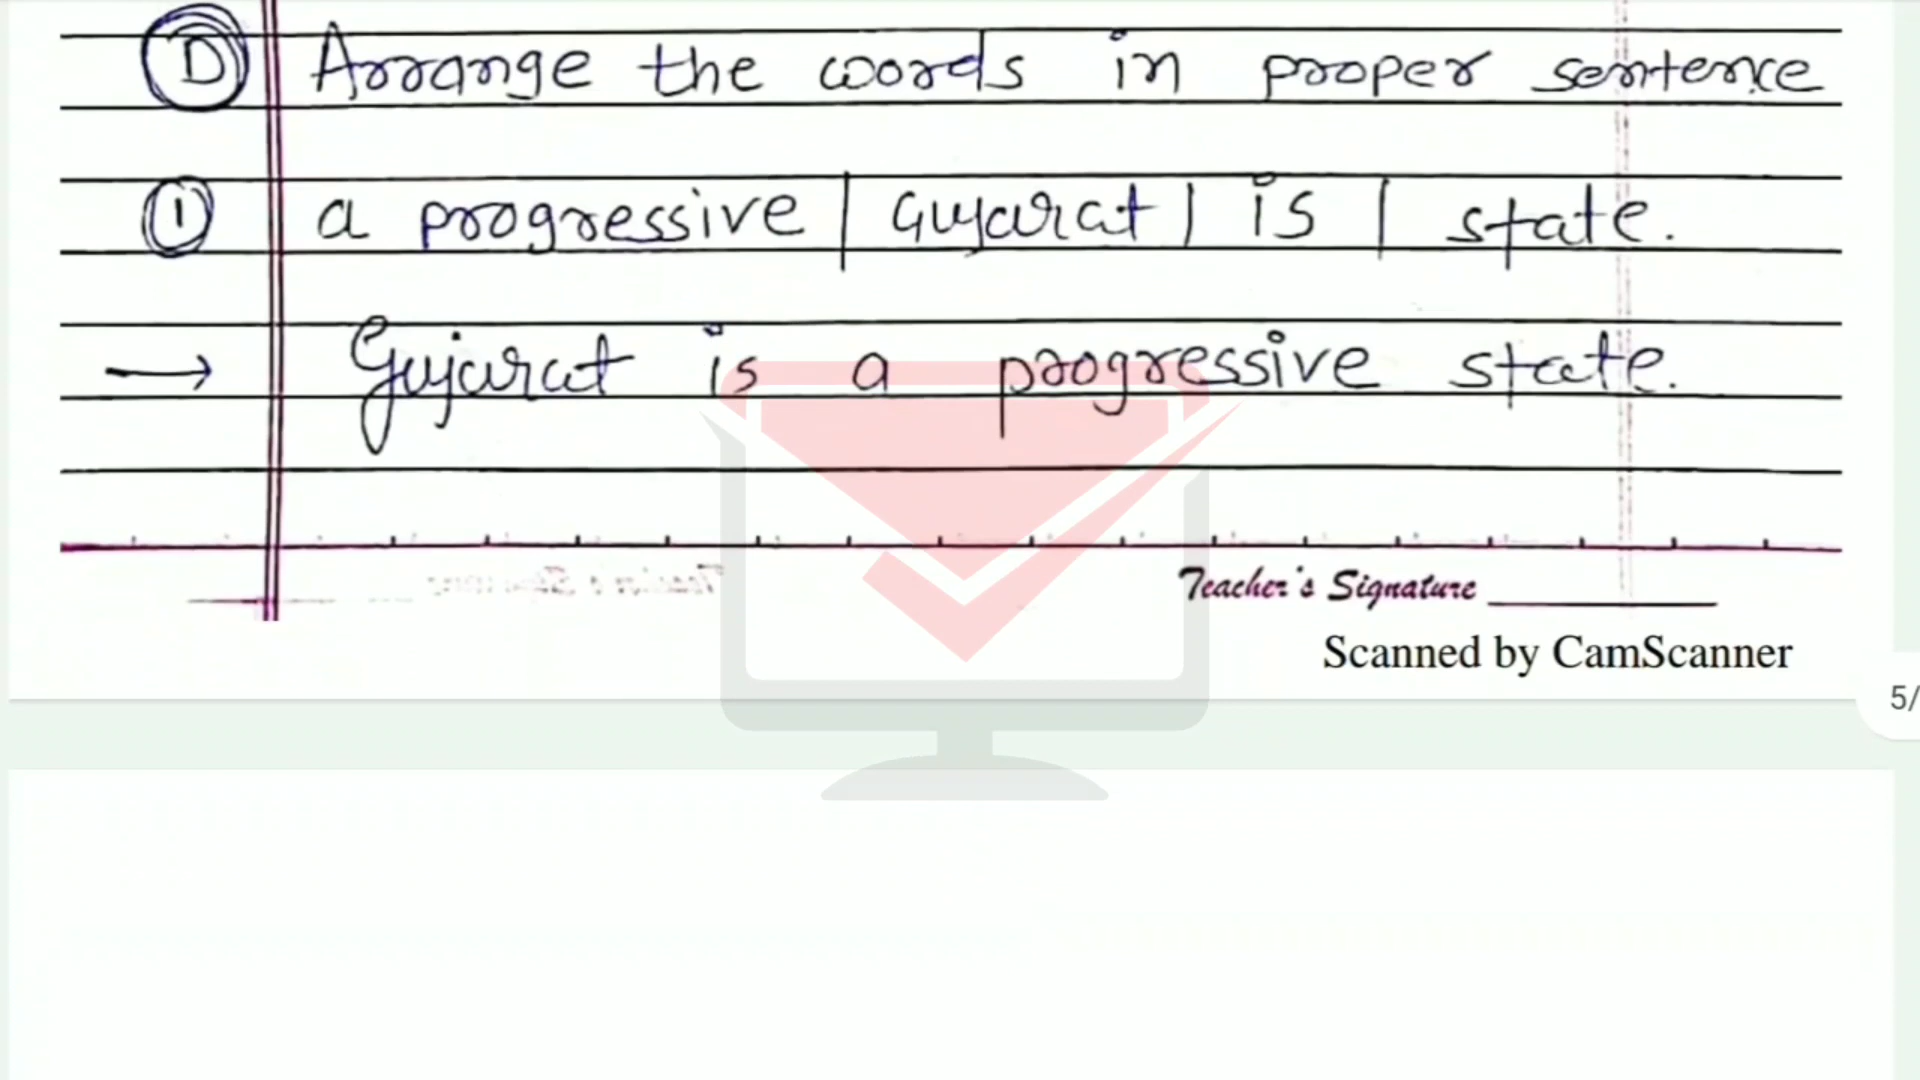 D Arrange the words in proper sentence
1 a progressive | Gujarat | is | state.
→ Gujarat is a progressive state.
Teacher's Signature
Scanned by CamScanner
5/